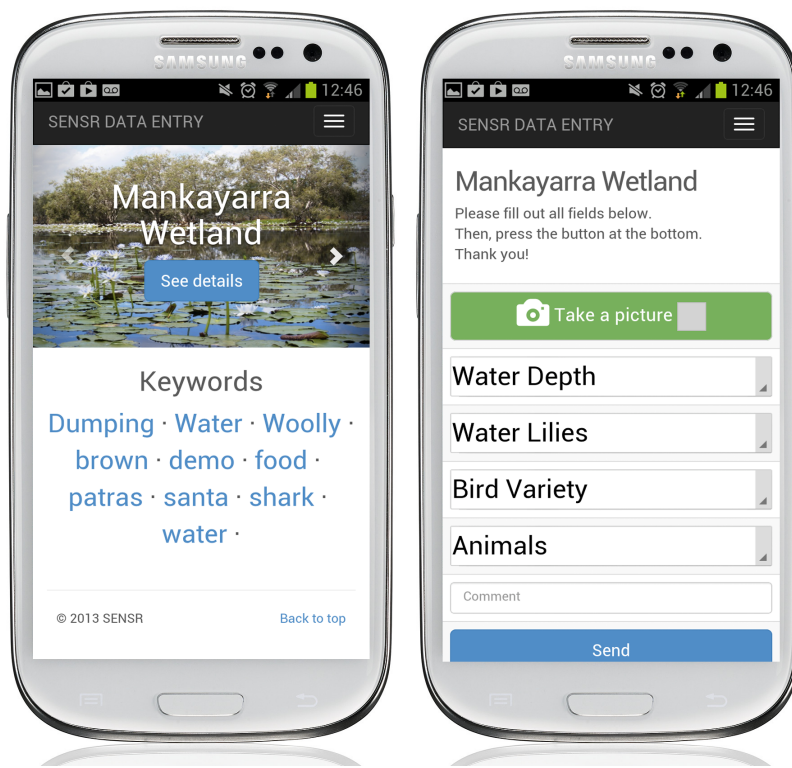 SAMSUNG
12:46
SENSR DATA ENTRY
Mankayarra
Wetland
See details
Keywords
Dumping · Water · Woolly ·
brown · demo · food ·
patras · santa · shark ·
water ·
© 2013 SENSR
Back to top
SAMSUNG
12:46
SENSR DATA ENTRY
Mankayarra Wetland
Please fill out all fields below.
Then, press the button at the bottom.
Thank you!
Take a picture
Water Depth
Water Lilies
Bird Variety
Animals
Comment
Send